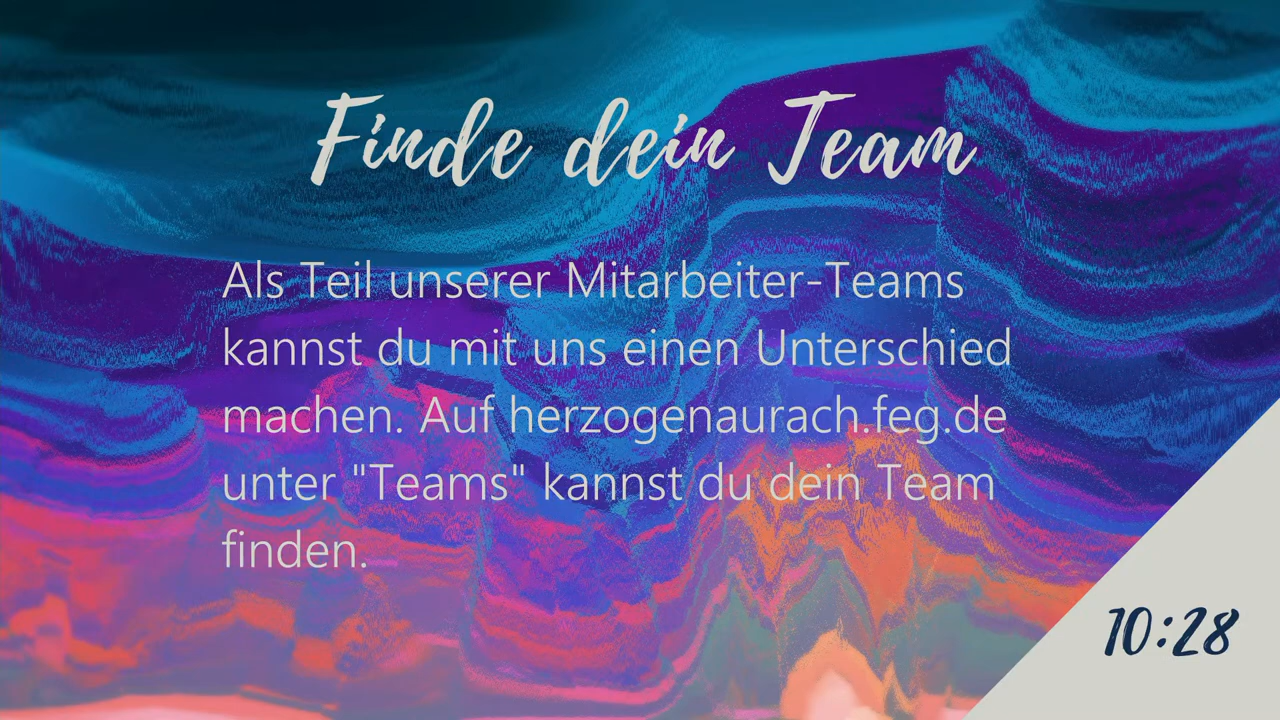 Finde dein Team
Als Teil unserer Mitarbeiter-Teams
kannst du mit uns einen Unterschied
machen. Auf herzogenaurach.feg.de
unter "Teams" kannst du dein Team
finden.
10:28